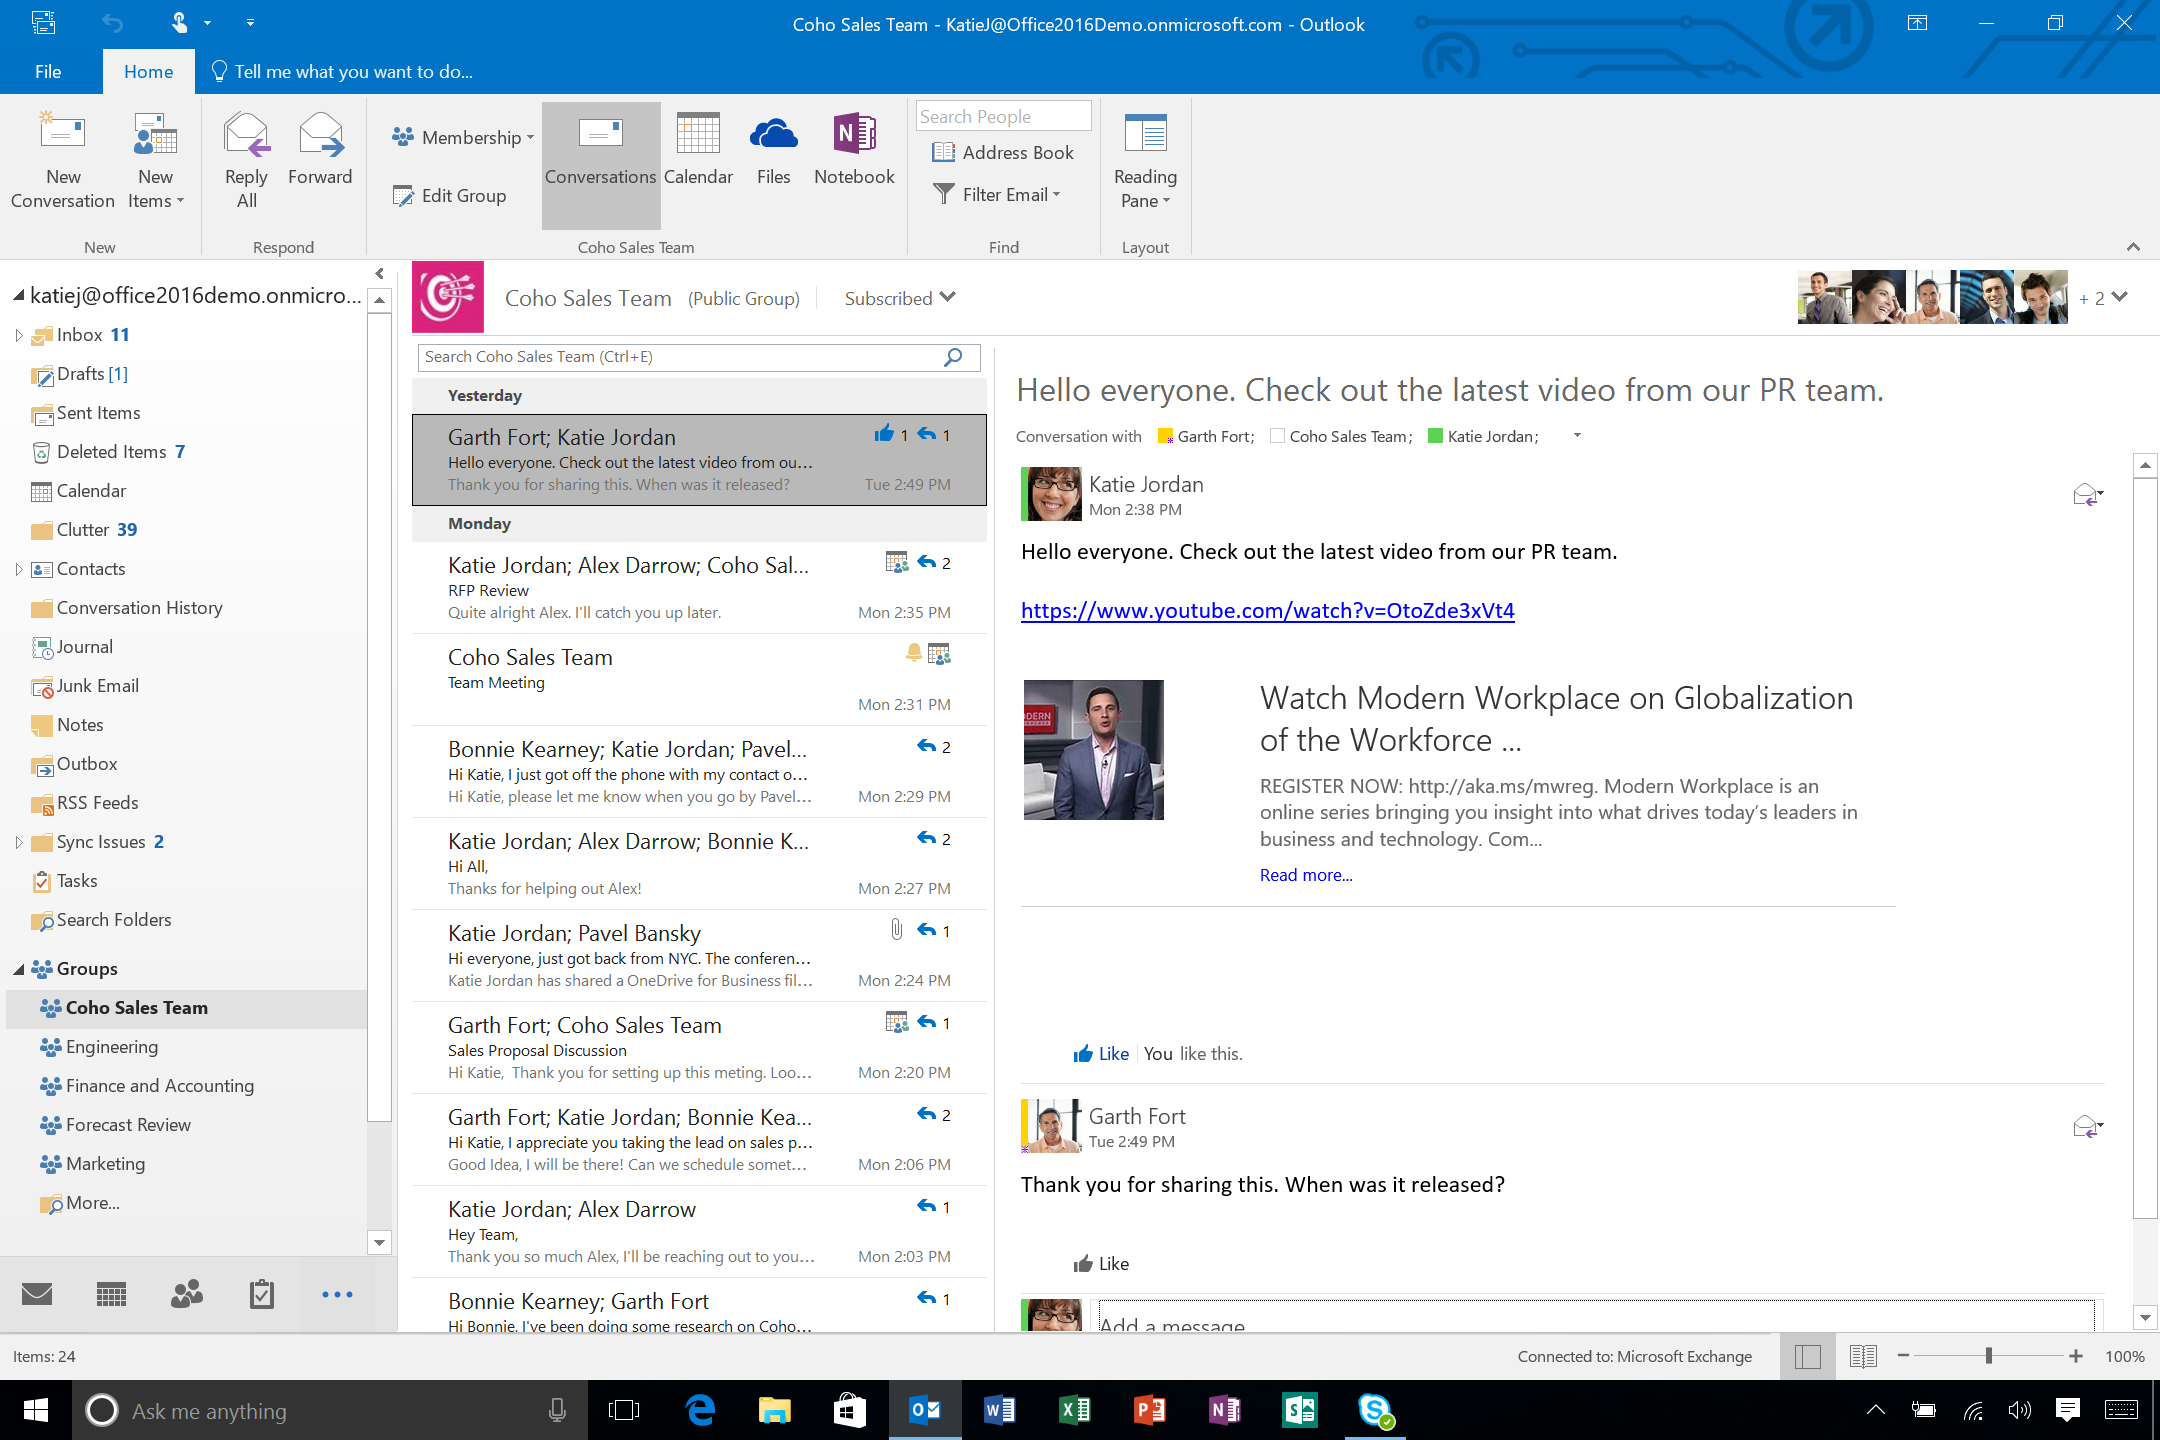 Coho Sales Team - KatieJ@Office2016Demo.onmicrosoft.com - Outlook
File
Home
Tell me what you want to do...
New
Conversation
New
Items
Reply
All
Forward
Membership
Edit Group
Conversations
Calendar
Files
Notebook
Search People
Address Book
Filter Email
Reading
Pane
New
Respond
Coho Sales Team
Find
Layout
katiej@office2016demo.onmicro...
Inbox 11
Drafts [1]
Sent Items
Deleted Items 7
Calendar
Clutter 39
Contacts
Conversation History
Journal
Junk Email
Notes
Outbox
RSS Feeds
Sync Issues 2
Tasks
Search Folders
Groups
Coho Sales Team
Engineering
Finance and Accounting
Forecast Review
Marketing
More...
Coho Sales Team (Public Group)
Subscribed
+ 2
Search Coho Sales Team (Ctrl+E)
Yesterday
Garth Fort; Katie Jordan 1 1
Hello everyone. Check out the latest video from ou...
Thank you for sharing this. When was it released? Tue 2:49 PM
Monday
Katie Jordan; Alex Darrow; Coho Sal... 2
RFP Review
Quite alright Alex. I'll catch you up later. Mon 2:35 PM
Coho Sales Team
Team Meeting
Mon 2:31 PM
Bonnie Kearney; Katie Jordan; Pavel... 2
Hi Katie, I just got off the phone with my contact o...
Hi Katie, please let me know when you go by Pavel... Mon 2:29 PM
Katie Jordan; Alex Darrow; Bonnie K... 2
Hi All,
Thanks for helping out Alex! Mon 2:27 PM
Katie Jordan; Pavel Bansky 1
Hi everyone, just got back from NYC. The conferen...
Katie Jordan has shared a OneDrive for Business fil... Mon 2:24 PM
Garth Fort; Coho Sales Team 1
Sales Proposal Discussion
Hi Katie, Thank you for setting up this meting. Loo... Mon 2:20 PM
Garth Fort; Katie Jordan; Bonnie Kea... 2
Hi Katie, I appreciate you taking the lead on sales p...
Good Idea, I will be there! Can we schedule somet... Mon 2:06 PM
Katie Jordan; Alex Darrow 1
Hey Team,
Thank you so much Alex, I'll be reaching out to you... Mon 2:03 PM
Bonnie Kearney; Garth Fort 1
Hi Bonnie, I've been doing some research on Coho...
Hello everyone. Check out the latest video from our PR team.
Conversation with Garth Fort; Coho Sales Team; Katie Jordan;
Katie Jordan
Mon 2:38 PM
Hello everyone. Check out the latest video from our PR team.
https://www.youtube.com/watch?v=OtoZde3xVt4
Watch Modern Workplace on Globalization
of the Workforce ...
REGISTER NOW: http://aka.ms/mwreg. Modern Workplace is an
online series bringing you insight into what drives today's leaders in
business and technology. Com...
Read more...
Like You like this.
Garth Fort
Tue 2:49 PM
Thank you for sharing this. When was it released?
Like
Add a message
Items: 24
Connected to: Microsoft Exchange
100%
Ask me anything